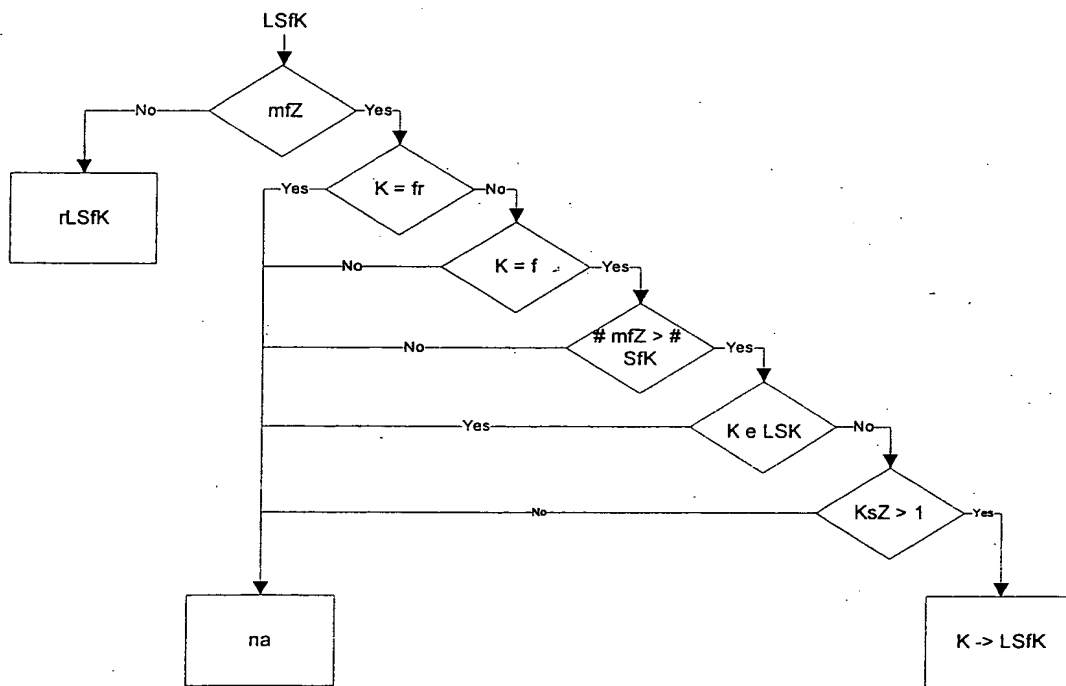 LSfK
mfZ
No
Yes
rLSfK
K = fr
Yes
No
K = f
No
Yes
# mfZ > #
SfK
No
Yes
K e LSK
Yes
No
KsZ > 1
No
Yes
na
K -> LSfK